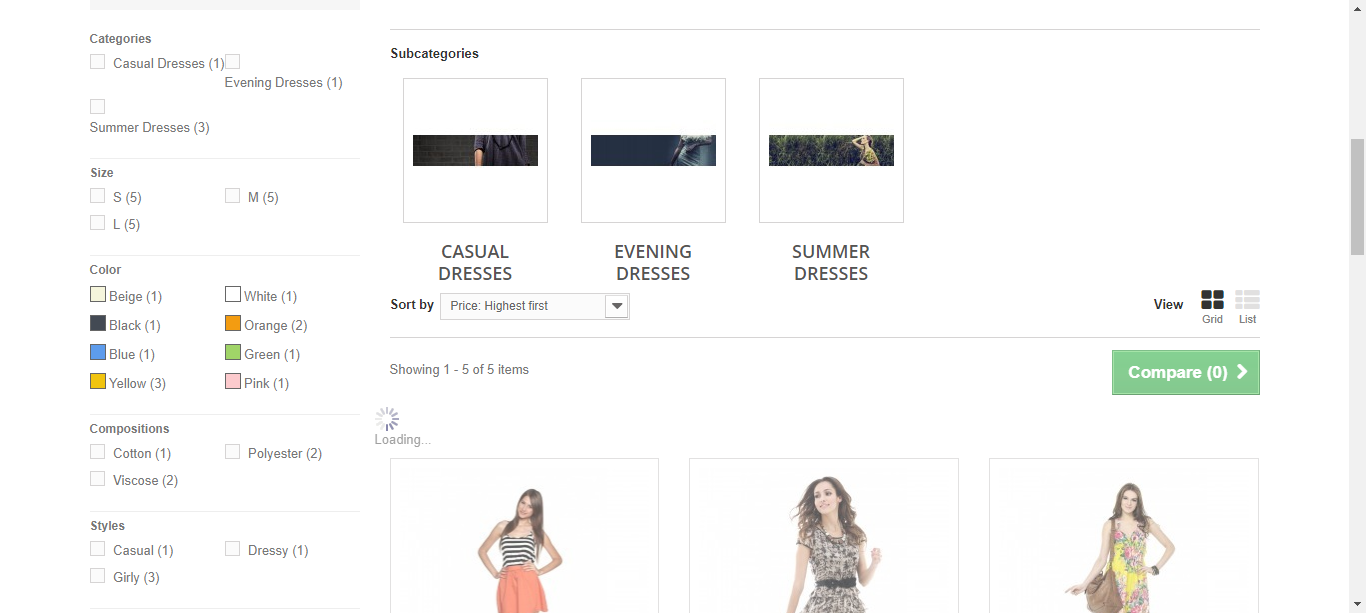 Categories
Casual Dresses (1)
Evening Dresses (1)
Summer Dresses (3)
Size
S (5)
M (5)
L (5)
Color
Beige (1)
White (1)
Black (1)
Orange (2)
Blue (1)
Green (1)
Yellow (3)
Pink (1)
Compositions
Cotton (1)
Polyester (2)
Viscose (2)
Styles
Casual (1)
Dressy (1)
Girly (3)
Subcategories
CASUAL
DRESSES
EVENING
DRESSES
SUMMER
DRESSES
Sort by
Price: Highest first
View
Grid
List
Showing 1 - 5 of 5 items
Compare (0)
Loading...